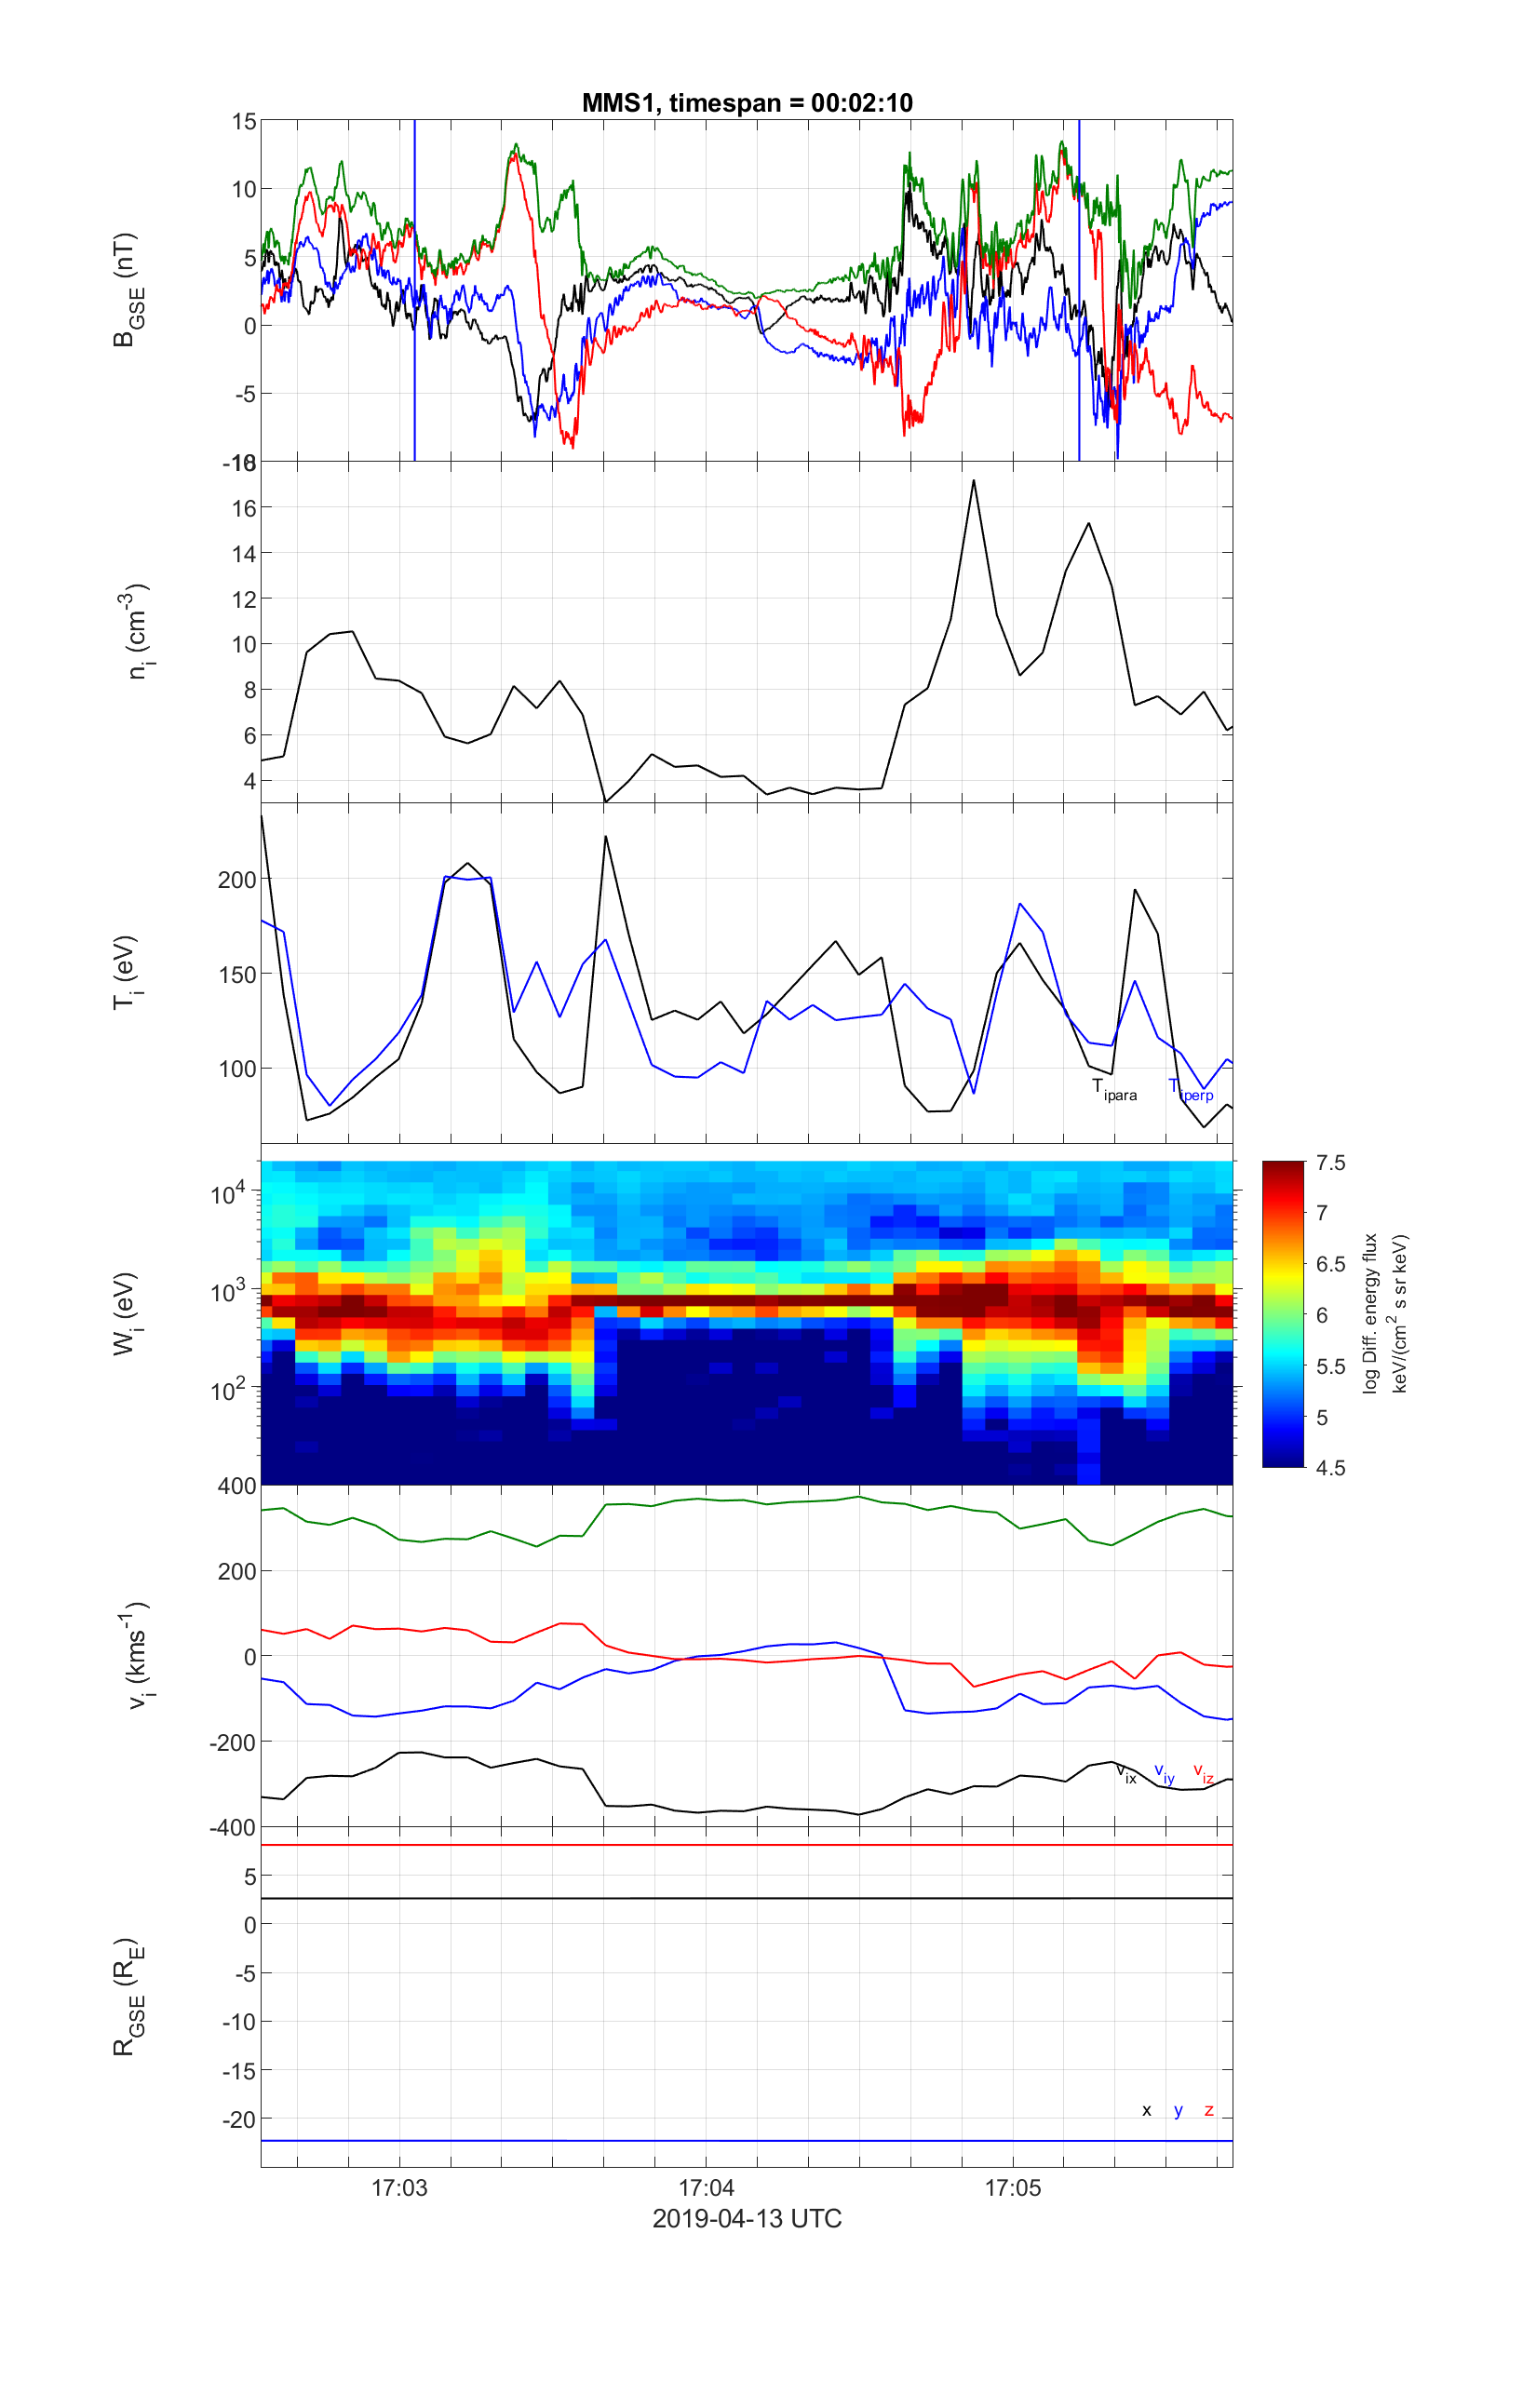 MMS1, timespan = 00:02:10
15
10
5
0
-5
-10
B_GSE (nT)
18
16
14
12
10
8
6
4
n_i (cm^-3)
200
150
100
T_i (eV)
T_ipara T_iperp
10^4
10^3
10^2
W_i (eV)
7.5
7
6.5
6
5.5
5
4.5
log Diff. energy flux
keV/(cm^2 s sr keV)
400
200
0
-200
-400
v_i (kms^-1)
v_ix v_iy v_iz
5
0
-5
-10
-15
-20
R_GSE (R_E)
x y z
17:03 17:04 17:05
2019-04-13 UTC